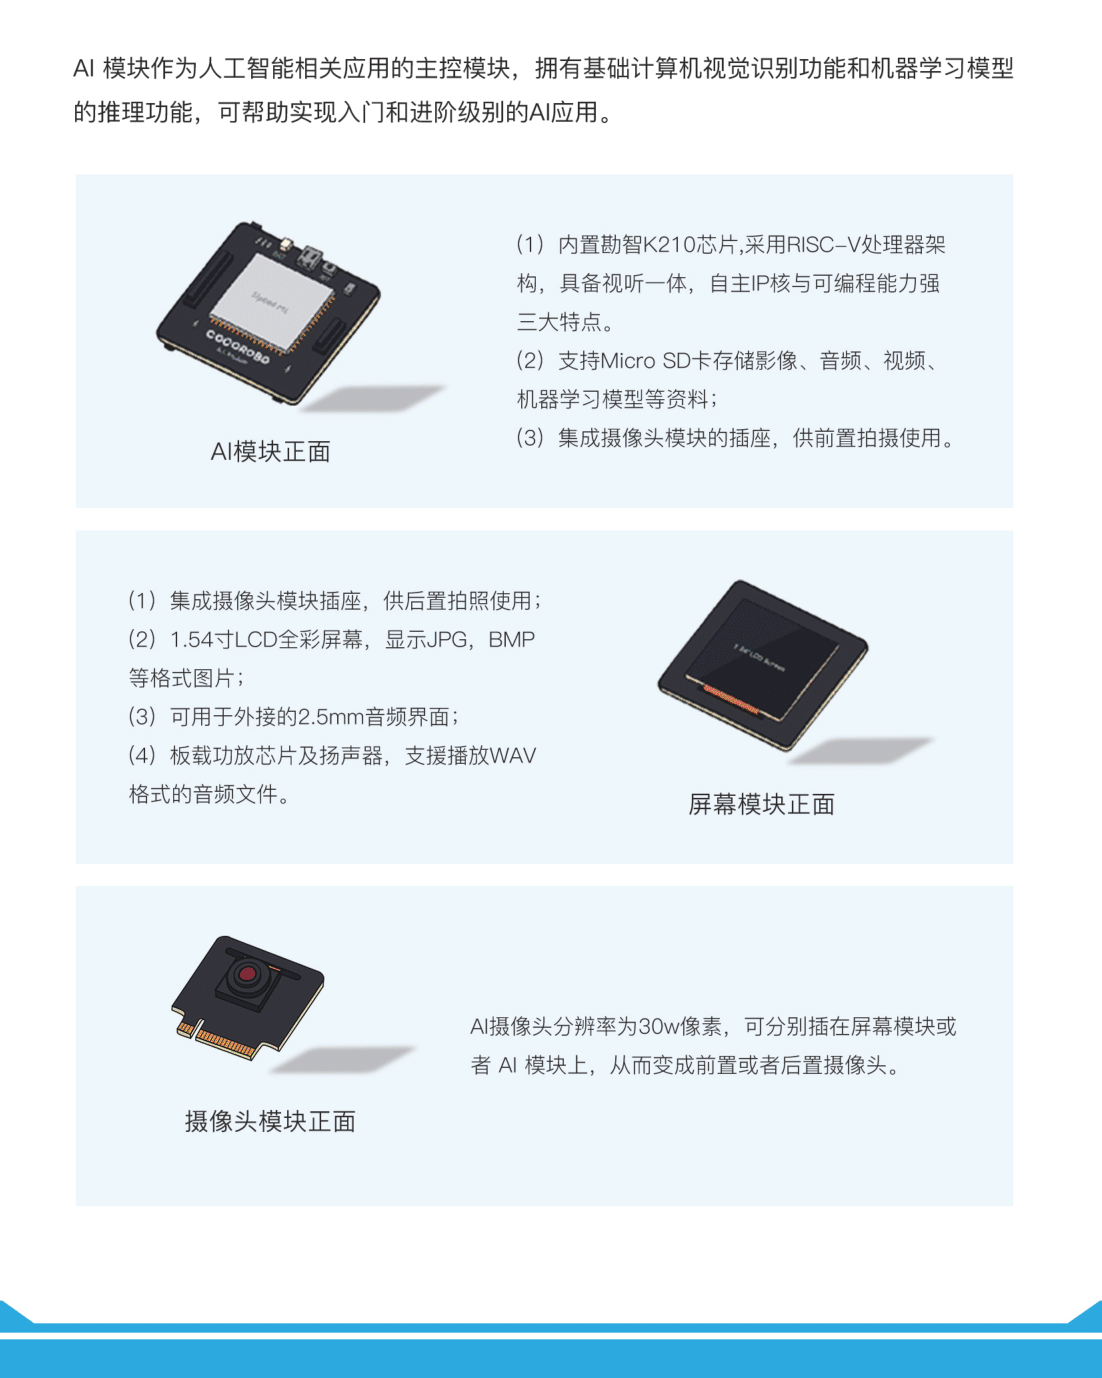 AI 模块作为人工智能相关应用的主控模块，拥有基础计算机视觉识别功能和机器学习模型
的推理功能，可帮助实现入门和进阶级别的AI应用。
COCOROBO
AI模块正面
（1）内置勘智K210芯片,采用RISC-V处理器架
构，具备视听一体，自主IP核与可编程能力强
三大特点。
（2）支持Micro SD卡存储影像、音频、视频、
机器学习模型等资料；
（3）集成摄像头模块的插座，供前置拍摄使用。
（1）集成摄像头模块插座，供后置拍照使用；
（2）1.54寸LCD全彩屏幕，显示JPG，BMP
等格式图片；
（3）可用于外接的2.5mm音频界面；
（4）板载功放芯片及扬声器，支援播放WAV
格式的音频文件。
1.54" LCD Screen
屏幕模块正面
AI摄像头分辨率为30w像素，可分别插在屏幕模块或
者 AI 模块上，从而变成前置或者后置摄像头。
摄像头模块正面